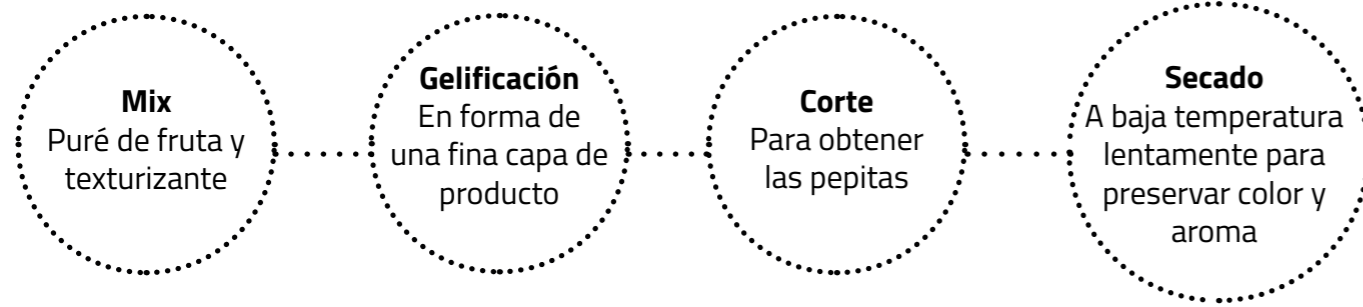 Mix
Puré de fruta y
texturizante
Gelificación
En forma de
una fina capa de
producto
Corte
Para obtener
las pepitas
Secado
A baja temperatura
lentamente para
preservar color y
aroma